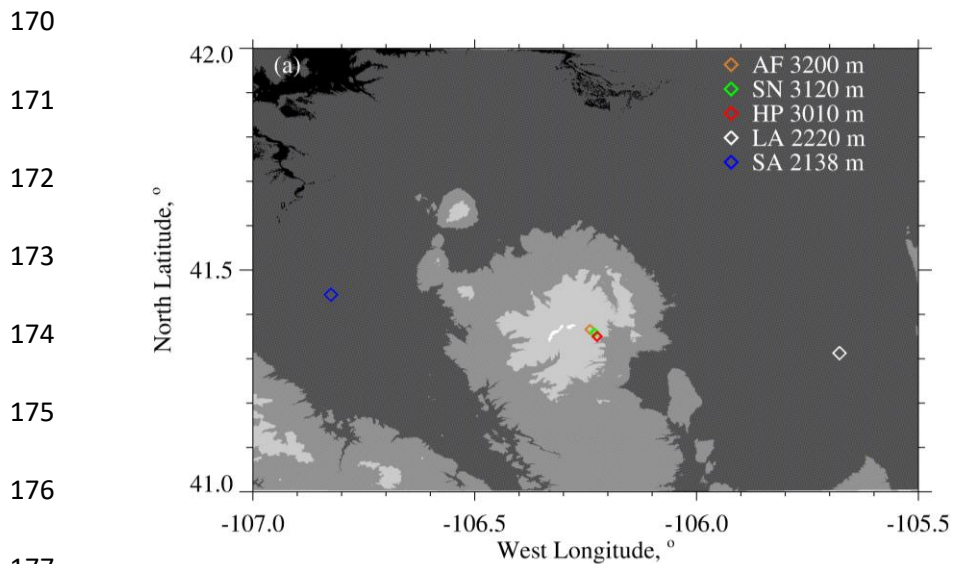 170
42.0
(a)
AF 3200 m
171
SN 3120 m
HP 3010 m
LA 2220 m
172
SA 2138 m
173
41.5
North Latitude, °
174
175
176
41.0
-107.0 -106.5 -106.0 -105.5
West Longitude, °
177